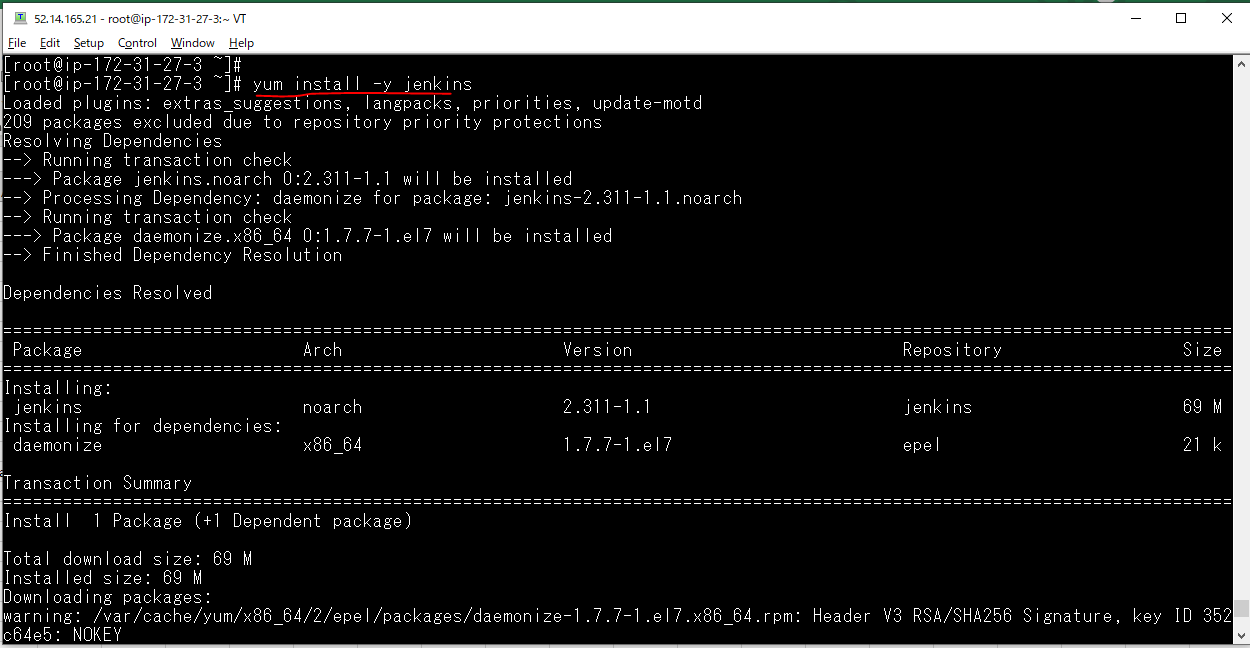 52.14.165.21 - root@ip-172-31-27-3:~ VT
File Edit Setup Control Window Help
[root@ip-172-31-27-3 ~]#
[root@ip-172-31-27-3 ~]# yum install -y jenkins
Loaded plugins: extras_suggestions, langpacks, priorities, update-motd
209 packages excluded due to repository priority protections
Resolving Dependencies
--> Running transaction check
---> Package jenkins.noarch 0:2.311-1.1 will be installed
--> Processing Dependency: daemonize for package: jenkins-2.311-1.1.noarch
--> Running transaction check
---> Package daemonize.x86_64 0:1.7.7-1.el7 will be installed
--> Finished Dependency Resolution
Dependencies Resolved
Package Arch Version Repository Size
Installing:
jenkins noarch 2.311-1.1 jenkins 69 M
Installing for dependencies:
daemonize x86_64 1.7.7-1.el7 epel 21 k
Transaction Summary
Install 1 Package (+1 Dependent package)
Total download size: 69 M
Installed size: 69 M
Downloading packages:
warning: /var/cache/yum/x86_64/2/epel/packages/daemonize-1.7.7-1.el7.x86_64.rpm: Header V3 RSA/SHA256 Signature, key ID 352
c64e5: NOKEY